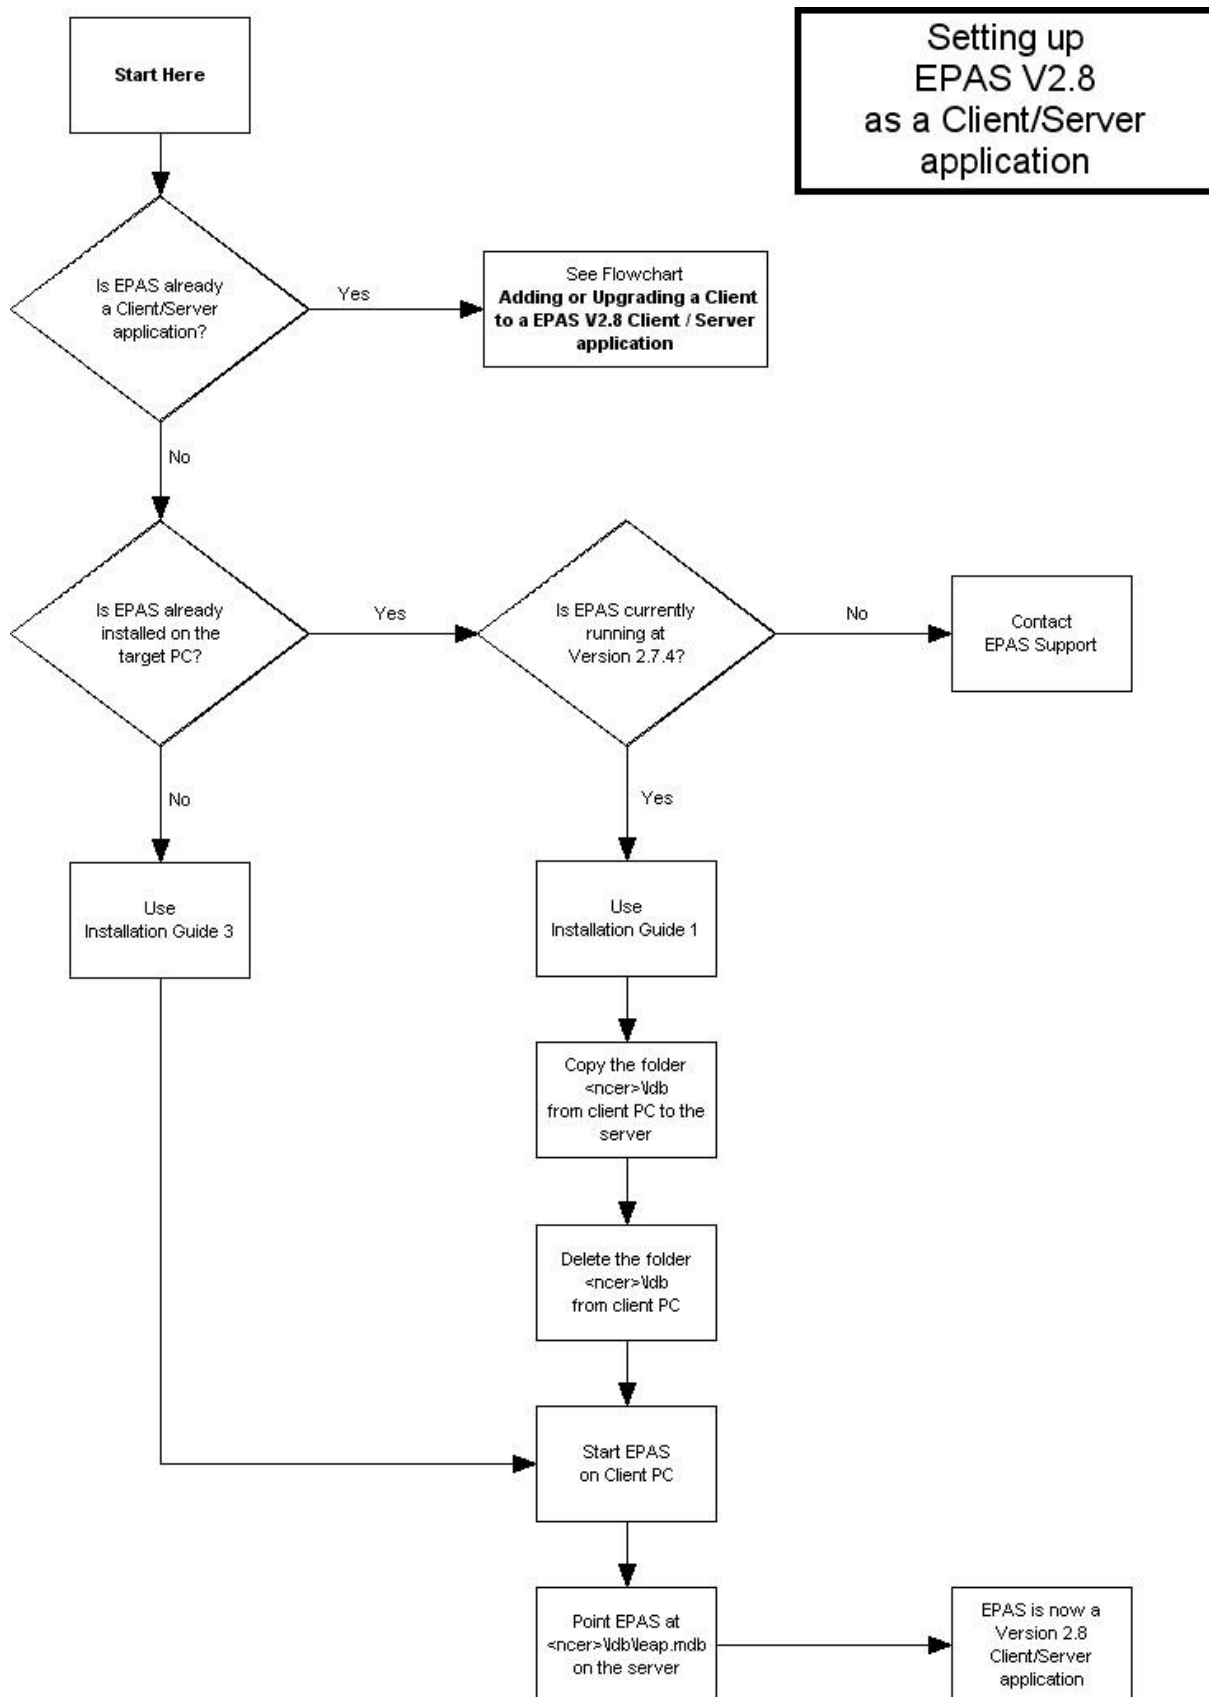 Start Here
Setting up
EPAS V2.8
as a Client/Server
application
Is EPAS already
a Client/Server
application?
Yes
See Flowchart
Adding or Upgrading a Client
to a EPAS V2.8 Client / Server
application
No
Is EPAS already
installed on the
target PC?
Yes
Is EPAS currently
running at
Version 2.7.4?
No
Contact
EPAS Support
No
Yes
Use
Installation Guide 3
Use
Installation Guide 1
Copy the folder
<ncer>\ldb
from client PC to the
server
Delete the folder
<ncer>\ldb
from client PC
Start EPAS
on Client PC
Point EPAS at
<ncer>\ldb\leap.mdb
on the server
EPAS is now a
Version 2.8
Client/Server
application